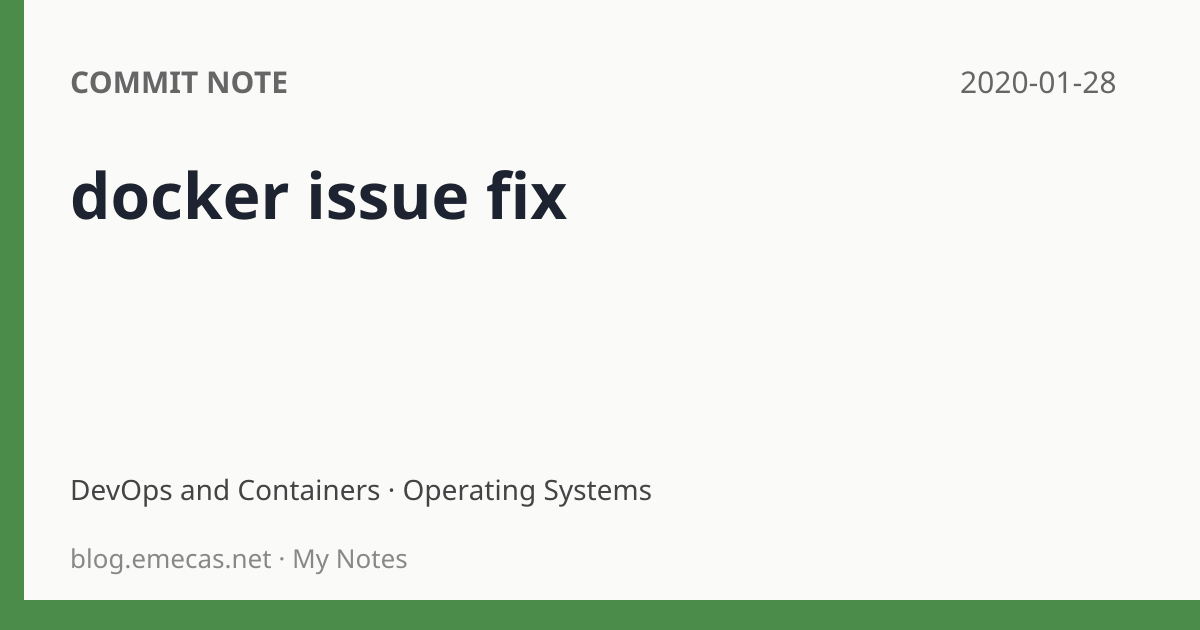 COMMIT NOTE
2020-01-28
docker issue fix
DevOps and Containers · Operating Systems
blog.emecas.net · My Notes